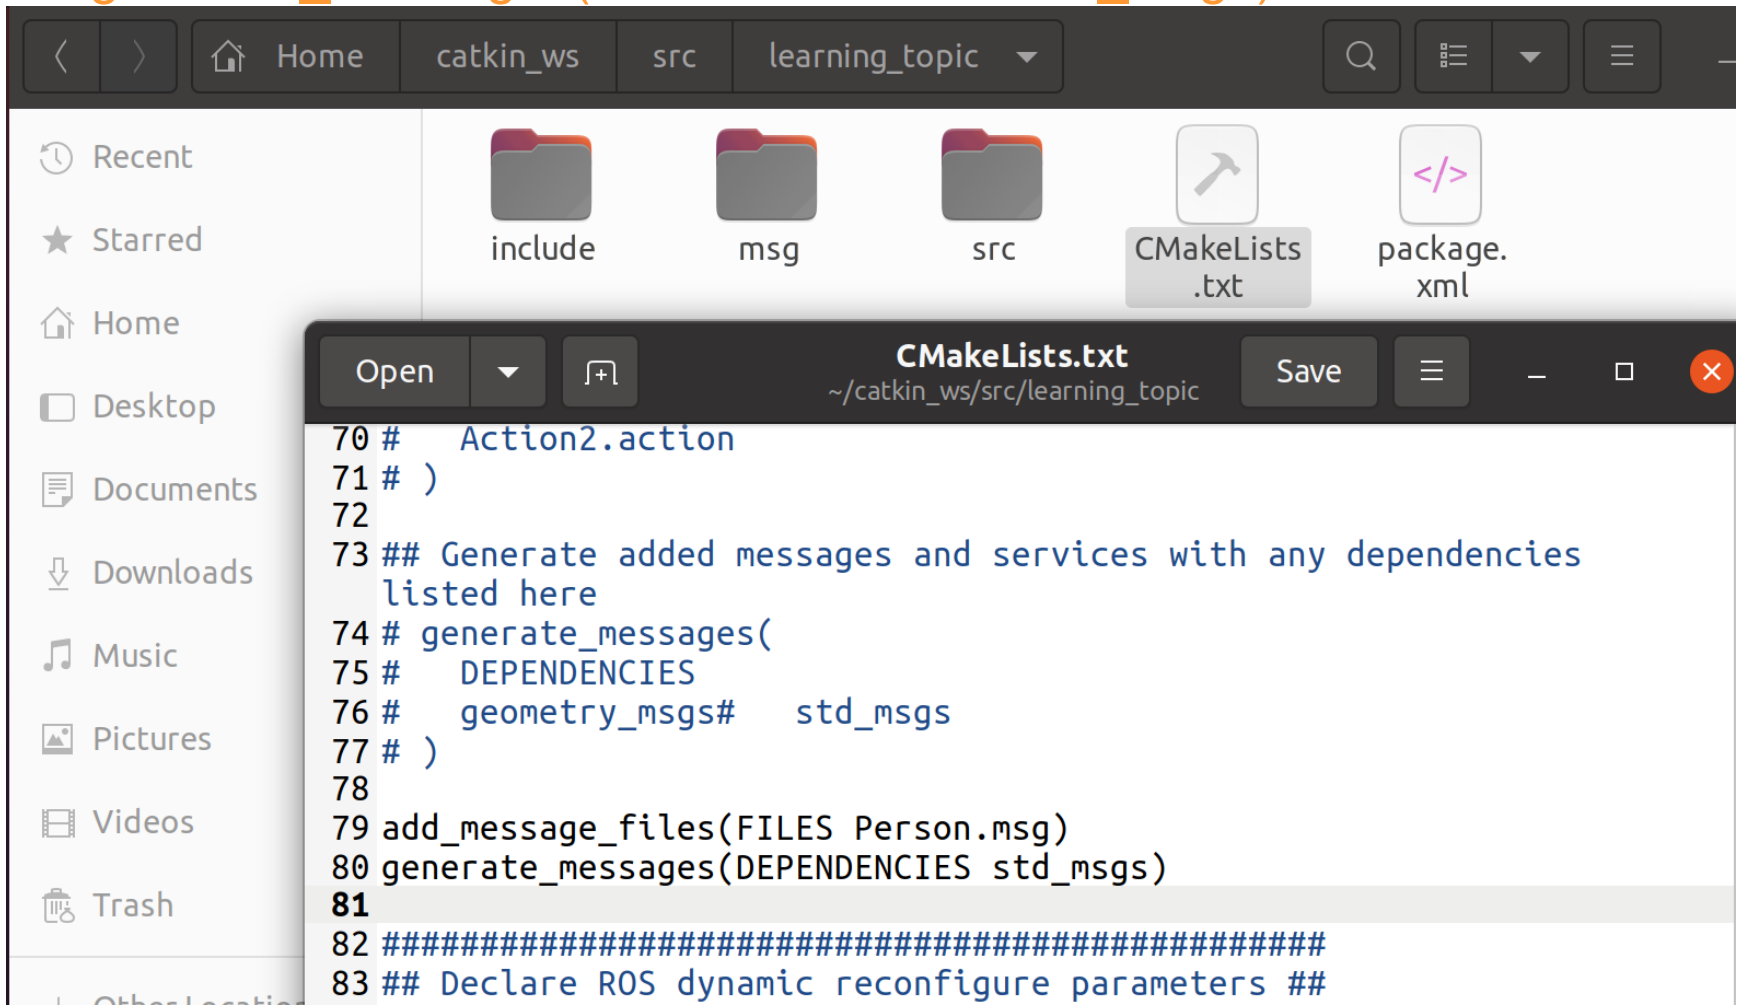 Home catkin_ws src learning_topic
Recent
Starred
Home
Desktop
Documents
Downloads
Music
Pictures
Videos
Trash
include
msg
src
CMakeLists
.txt
</>
package.
xml
Open
CMakeLists.txt
~/catkin_ws/src/learning_topic
Save
70 #   Action2.action
71 # )
72
73 ## Generate added messages and services with any dependencies
listed here
74 # generate_messages(
75 #   DEPENDENCIES
76 #   geometry_msgs#   std_msgs
77 # )
78
79 add_message_files(FILES Person.msg)
80 generate_messages(DEPENDENCIES std_msgs)
81
82 ################################################
83 ## Declare ROS dynamic reconfigure parameters ##